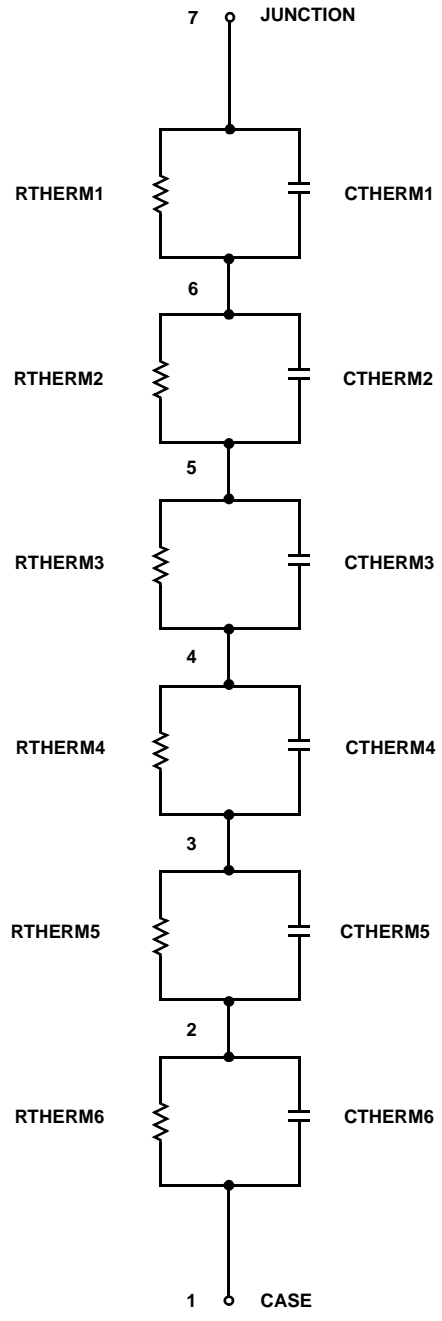 7 JUNCTION
RTHERM1 CTHERM1
6
RTHERM2 CTHERM2
5
RTHERM3 CTHERM3
4
RTHERM4 CTHERM4
3
RTHERM5 CTHERM5
2
RTHERM6 CTHERM6
1 CASE